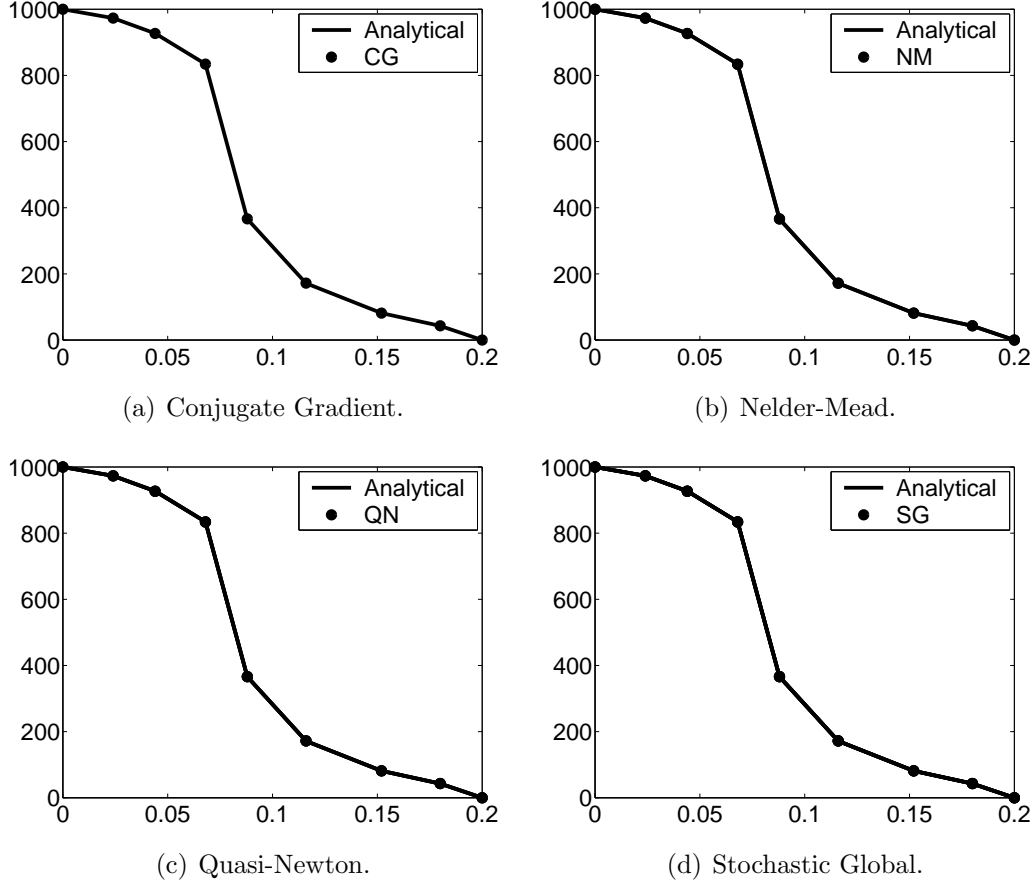 1000
800
600
400
200
0
0 0.05 0.1 0.15 0.2
Analytical
CG
(a) Conjugate Gradient.
1000
800
600
400
200
0
0 0.05 0.1 0.15 0.2
Analytical
NM
(b) Nelder-Mead.
1000
800
600
400
200
0
0 0.05 0.1 0.15 0.2
Analytical
QN
(c) Quasi-Newton.
1000
800
600
400
200
0
0 0.05 0.1 0.15 0.2
Analytical
SG
(d) Stochastic Global.